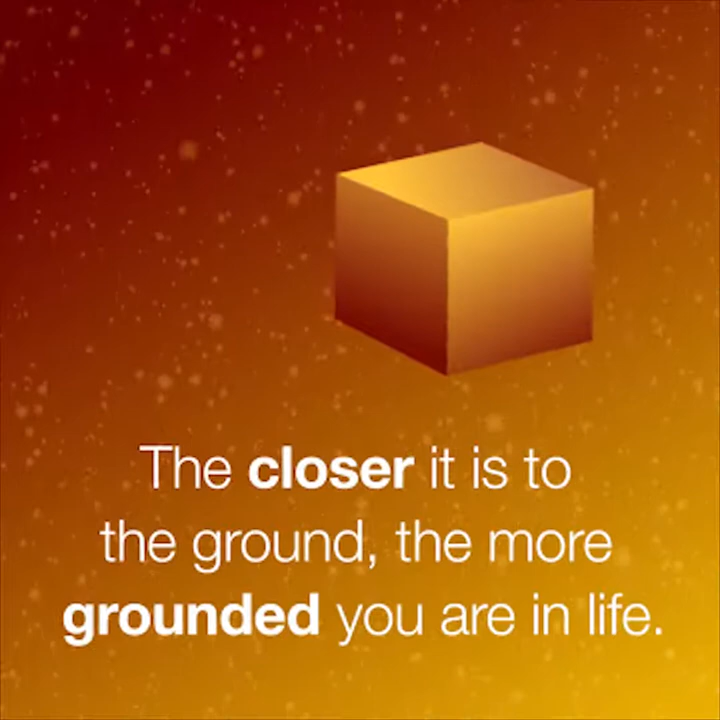 The closer it is to
the ground, the more
grounded you are in life.